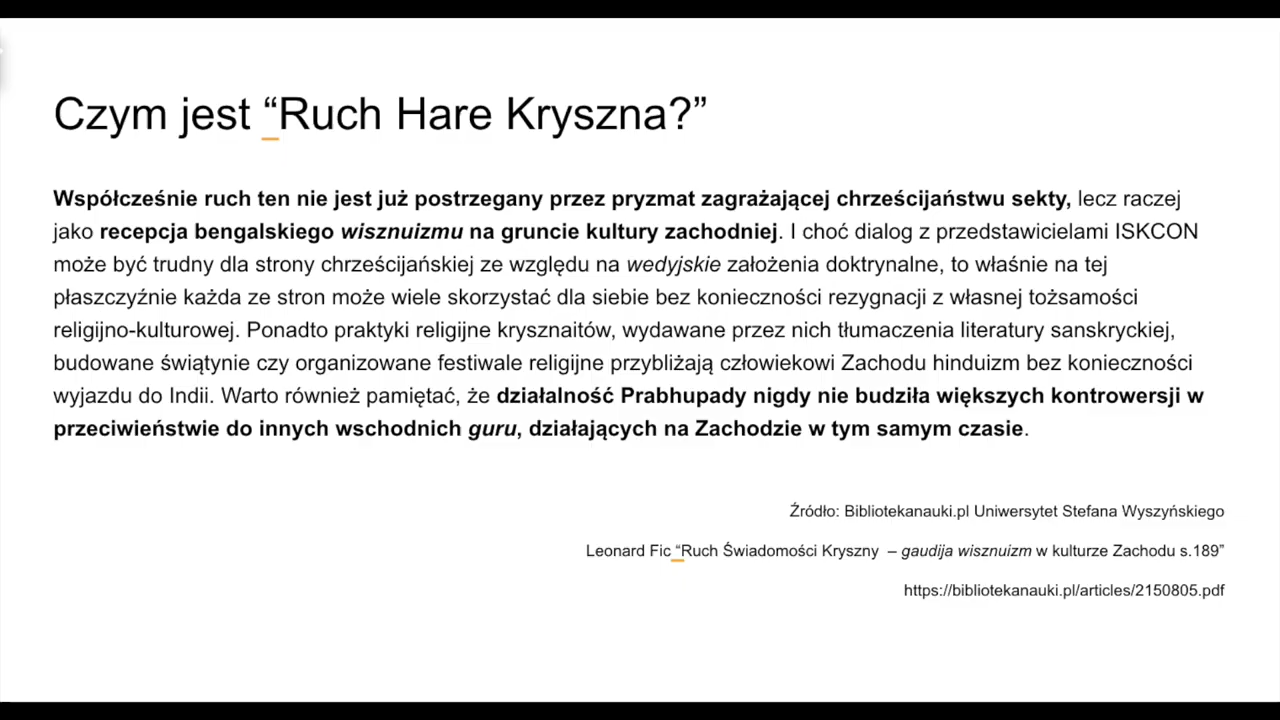 Czym jest “Ruch Hare Kryszna?”
Współcześnie ruch ten nie jest już postrzegany przez pryzmat zagrażającej chrześcijaństwu sekty, lecz raczej
jako recepcja bengalskiego wisznuizmu na gruncie kultury zachodniej. I choć dialog z przedstawicielami ISKCON
może być trudny dla strony chrześcijańskiej ze względu na wedyjskie założenia doktrynalne, to właśnie na tej
płaszczyźnie każda ze stron może wiele skorzystać dla siebie bez konieczności rezygnacji z własnej tożsamości
religijno-kulturowej. Ponadto praktyki religijne krysznaitów, wydawane przez nich tłumaczenia literatury sanskryckiej,
budowane świątynie czy organizowane festiwale religijne przybliżają człowiekowi Zachodu hinduizm bez konieczności
wyjazdu do Indii. Warto również pamiętać, że działalność Prabhupady nigdy nie budziła większych kontrowersji w
przeciwieństwie do innych wschodnich guru, działających na Zachodzie w tym samym czasie.
Źródło: Bibliotekanauki.pl Uniwersytet Stefana Wyszyńskiego
Leonard Fic “Ruch Świadomości Kryszny – gaudija wisznuizm w kulturze Zachodu s.189”
https://bibliotekanauki.pl/articles/2150805.pdf